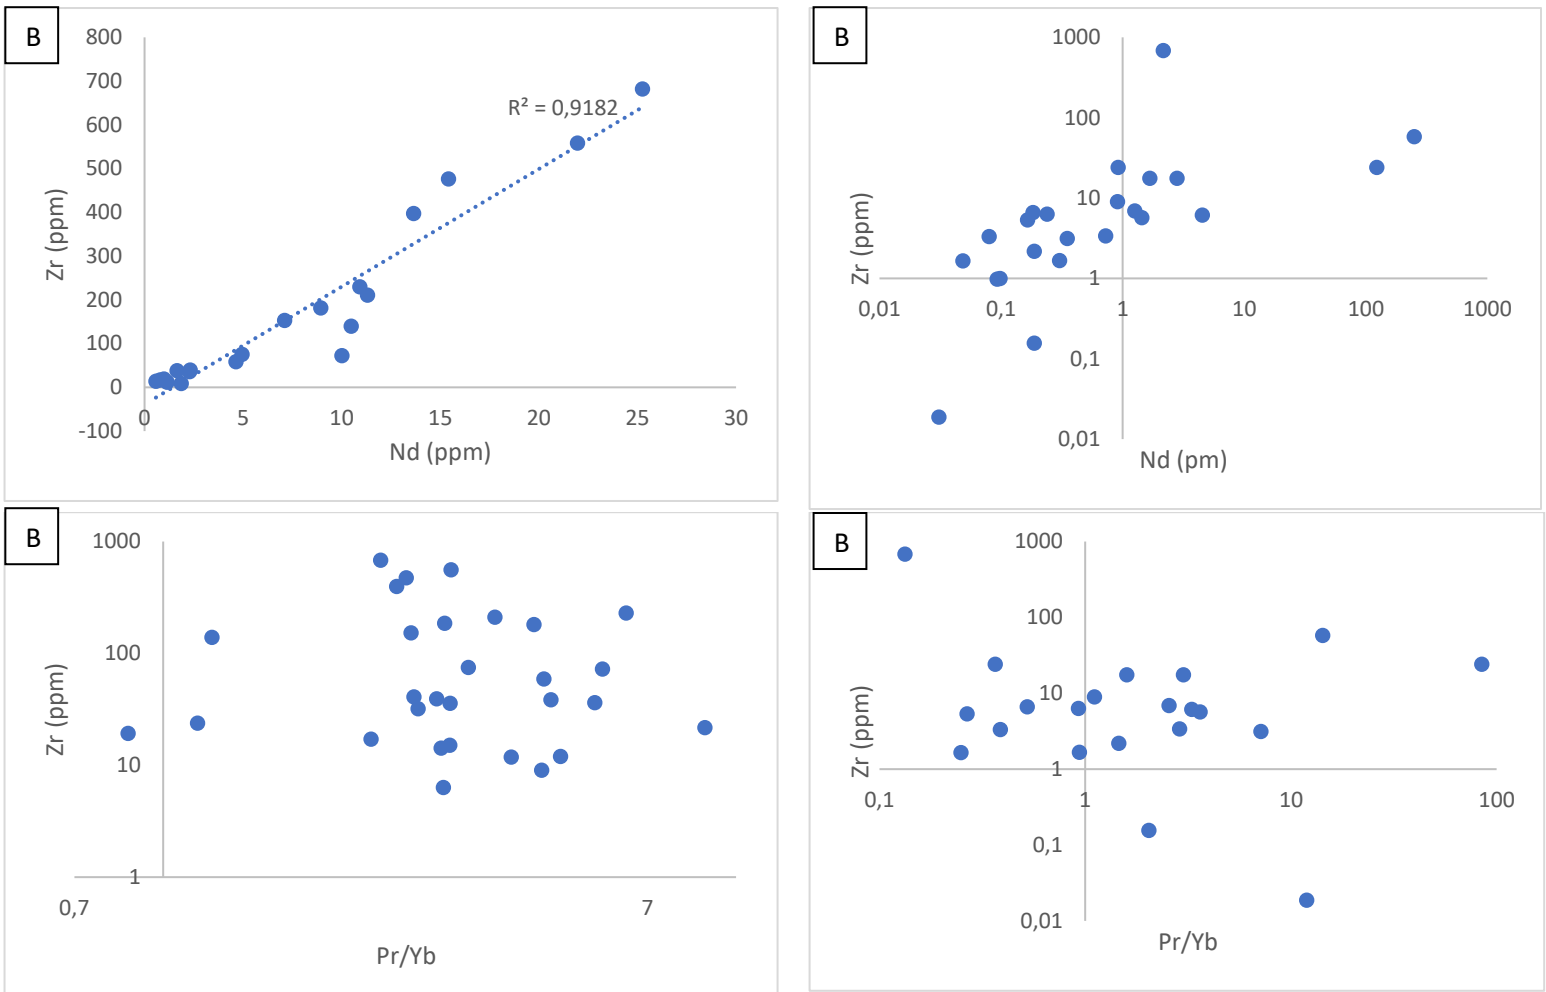 B
800
700
600
500
400
300
200
100
0
-100
Zr (ppm)
R² = 0,9182
0 5 10 15 20 25 30
Nd (ppm)
B
1000
100
10
1
0,1
0,01
Zr (ppm)
0,01 0,1 1 10 100 1000
Nd (pm)
B
1000
100
10
1
Zr (ppm)
0,7 7
Pr/Yb
B
1000
100
10
1
0,1
0,01
Zr (ppm)
0,1 1 10 100
Pr/Yb